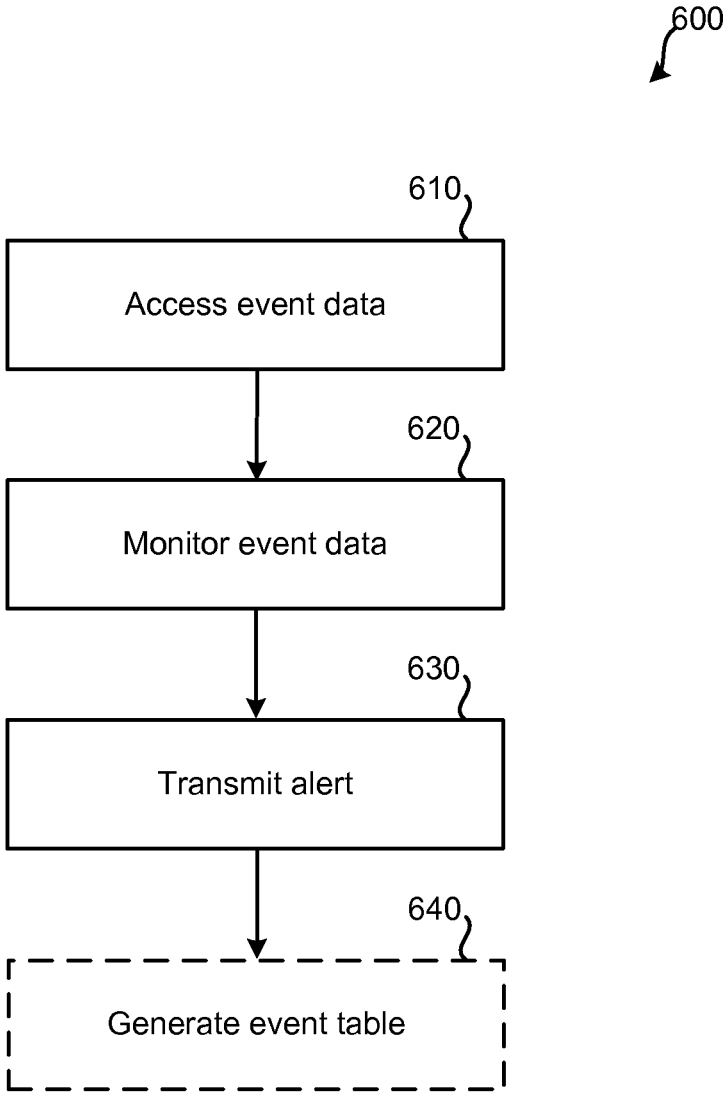 600
610
Access event data
620
Monitor event data
630
Transmit alert
640
Generate event table